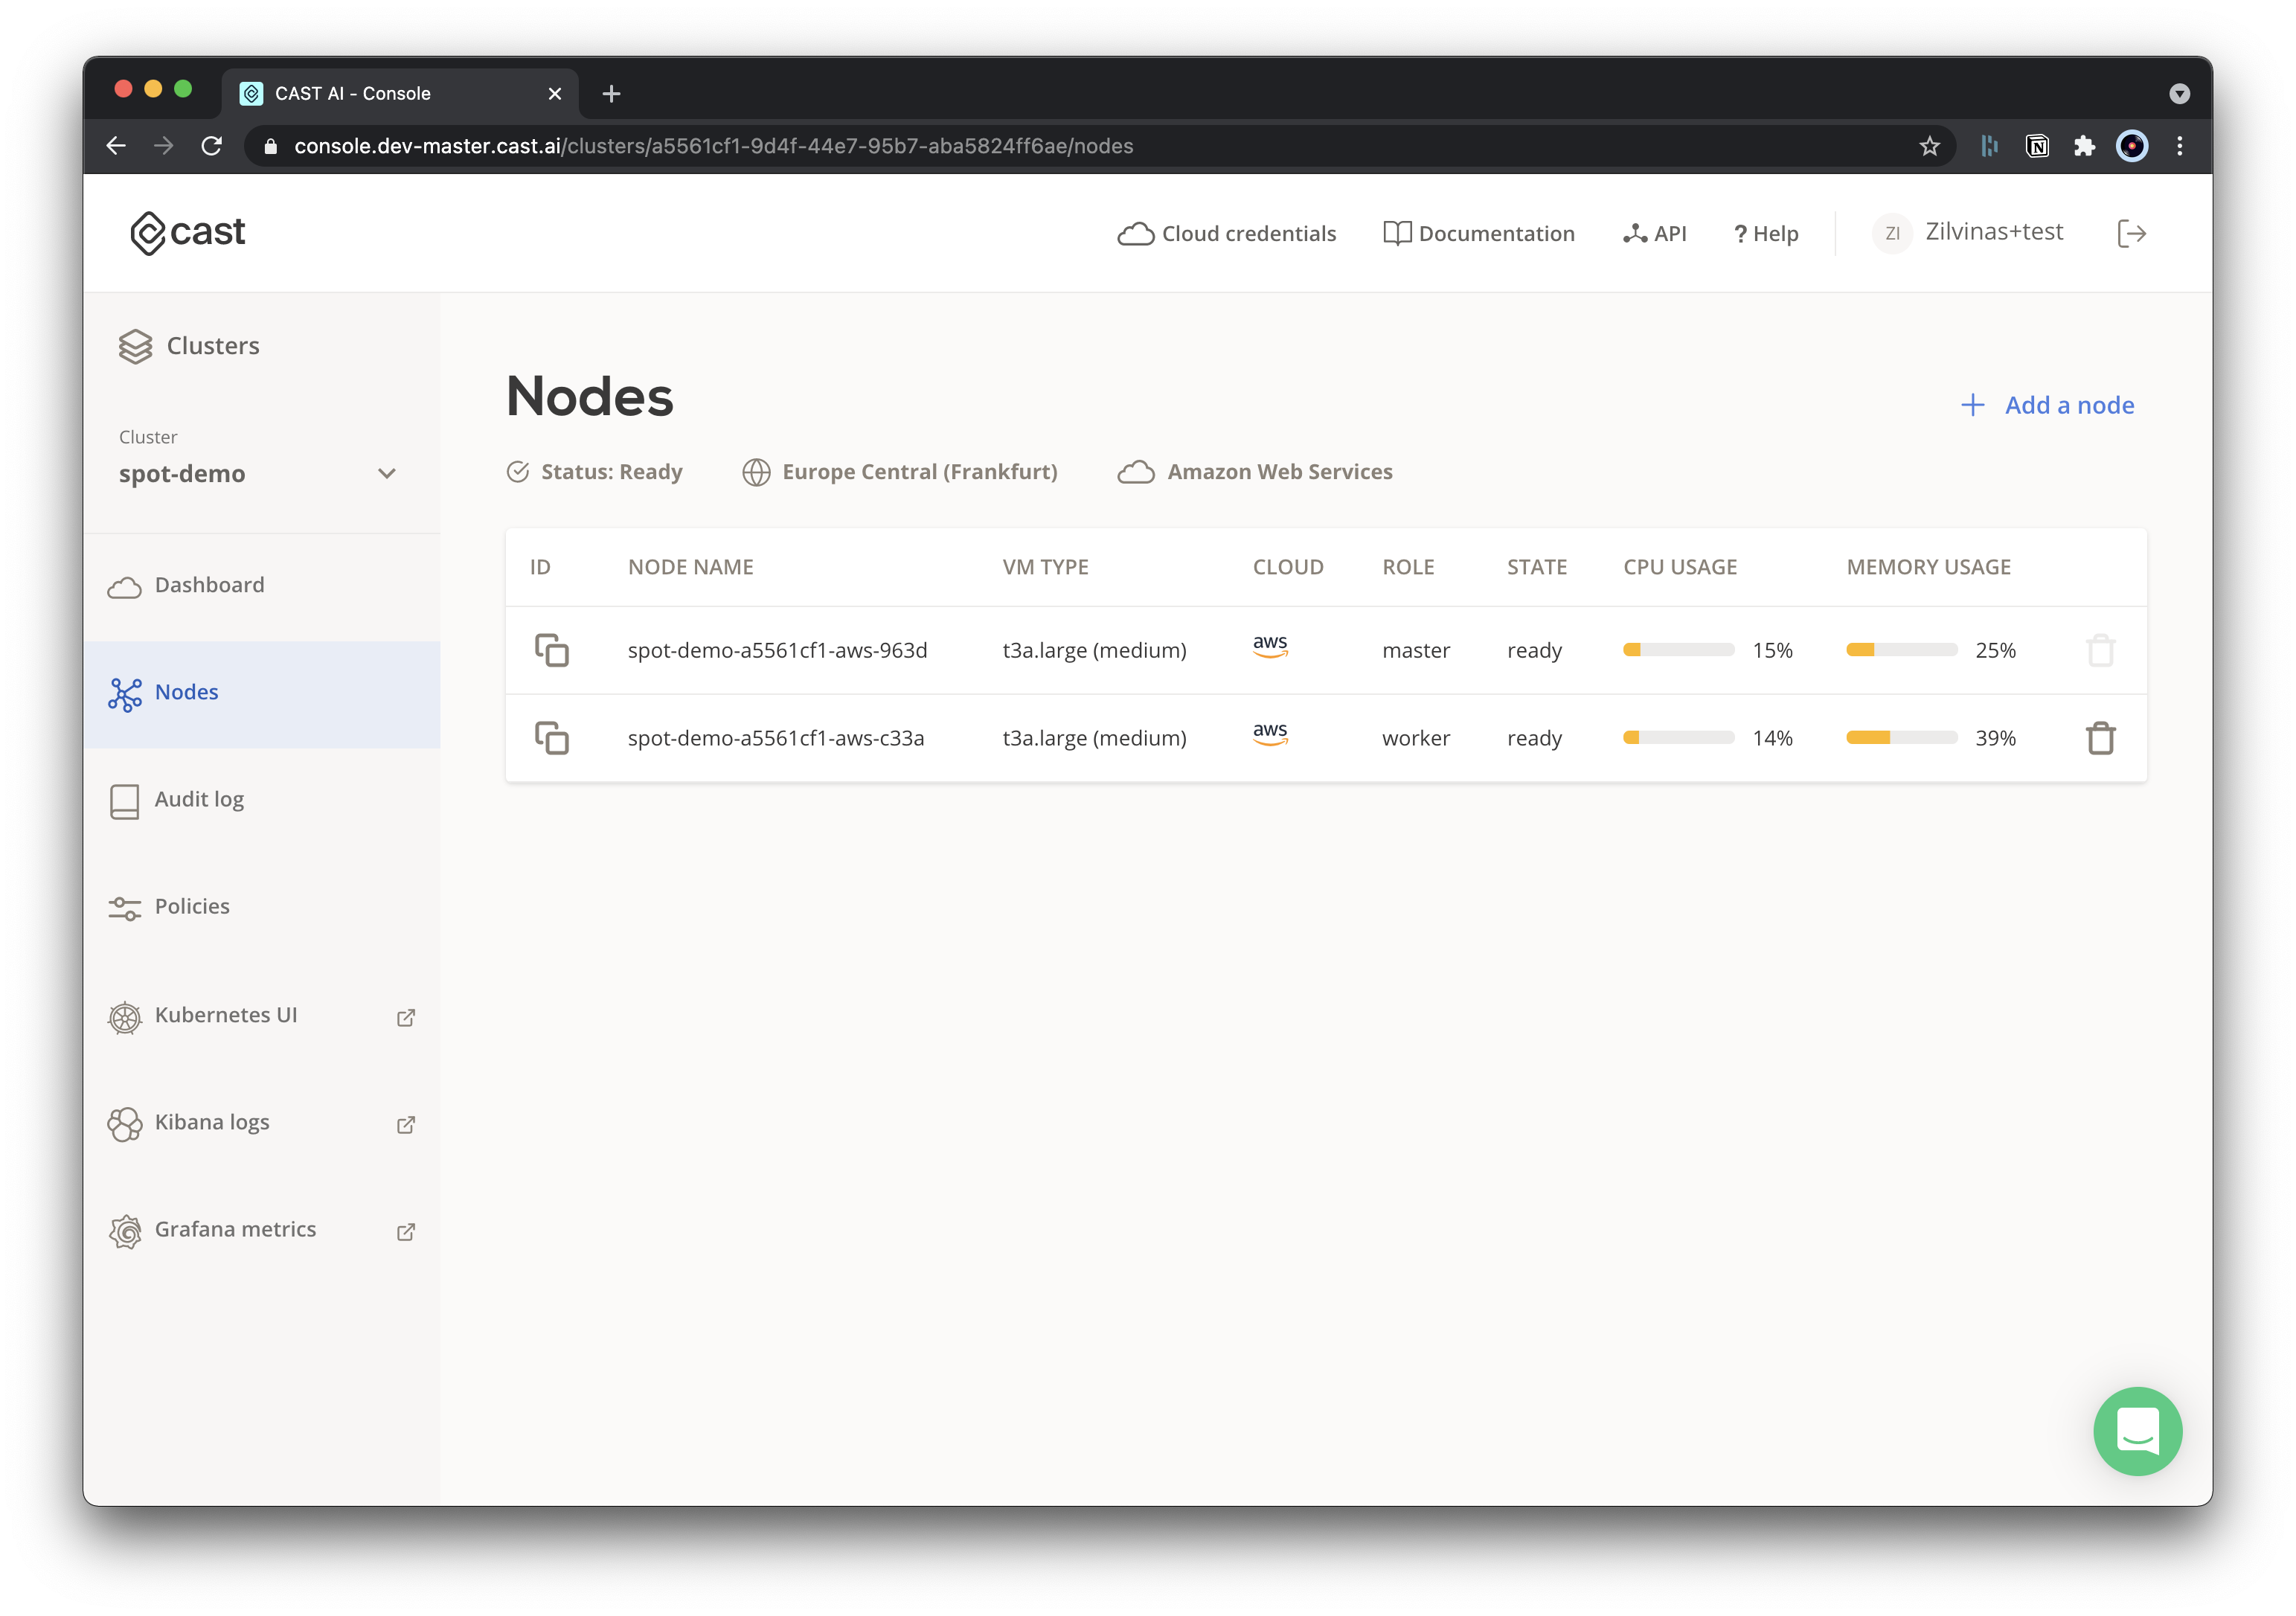 CAST AI - Console
console.dev-master.cast.ai/clusters/a5561cf1-9d4f-44e7-95b7-aba5824ff6ae/nodes
cast
Cloud credentials
Documentation
API
? Help
ZI
Zilvinas+test
Clusters
Cluster
spot-demo
Dashboard
Nodes
Audit log
Policies
Kubernetes UI
Kibana logs
Grafana metrics
Nodes
+ Add a node
Status: Ready
Europe Central (Frankfurt)
Amazon Web Services
ID NODE NAME VM TYPE CLOUD ROLE STATE CPU USAGE MEMORY USAGE
spot-demo-a5561cf1-aws-963d t3a.large (medium) aws master ready 15% 25%
spot-demo-a5561cf1-aws-c33a t3a.large (medium) aws worker ready 14% 39%